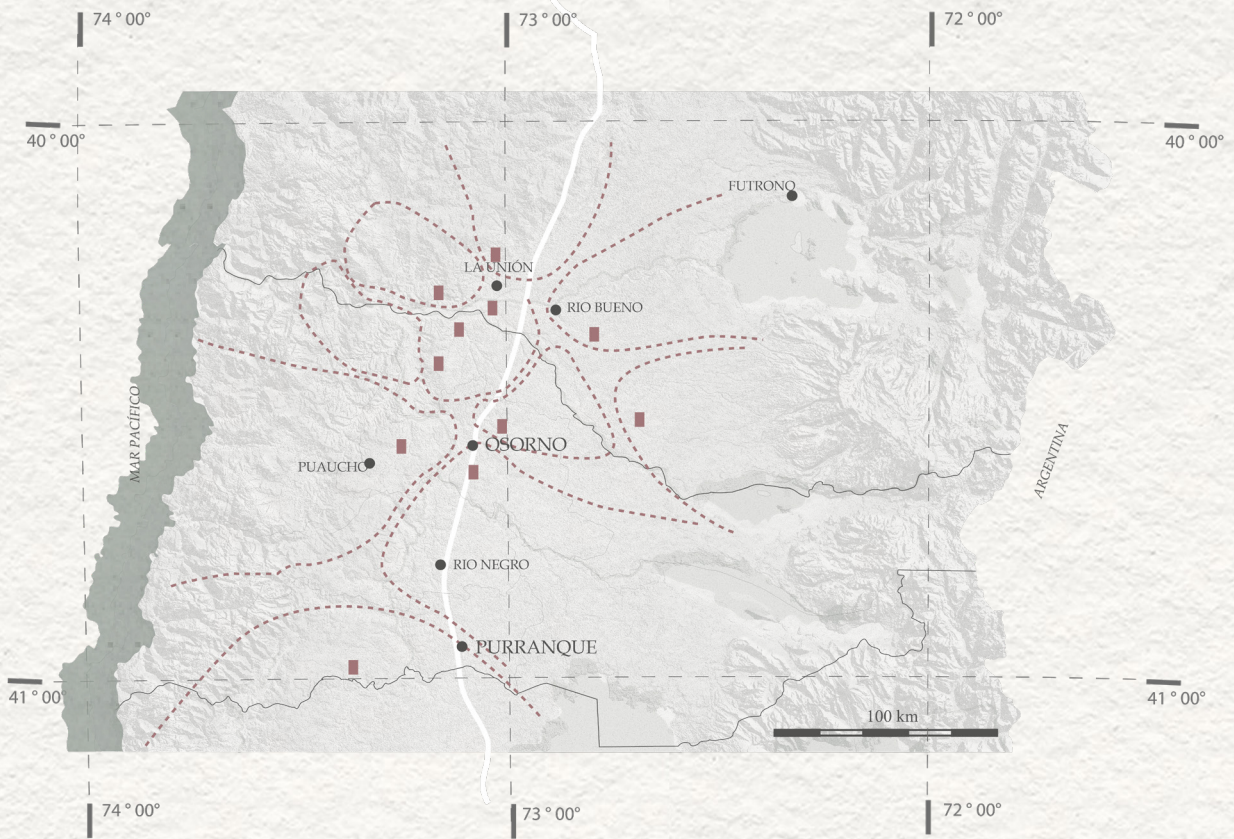 74 ° 00°
73 ° 00°
72 ° 00°
40 ° 00°
40 ° 00°
FUTRONO
LA UNIÓN
RIO BUENO
MAR PACÍFICO
OSORNO
PUAUCHO
ARGENTINA
RIO NEGRO
PURRANQUE
41 ° 00°
41 ° 00°
100 km
74 ° 00°
73 ° 00°
72 ° 00°